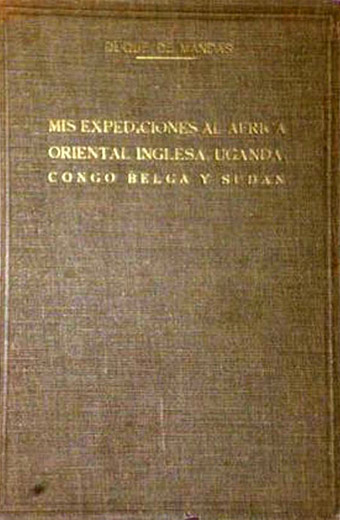 DUQUE DE MANDAS
MIS EXPEDICIONES AL AFRICA
ORIENTAL INGLESA, UGANDA,
CONGO BELGA Y SUDAN